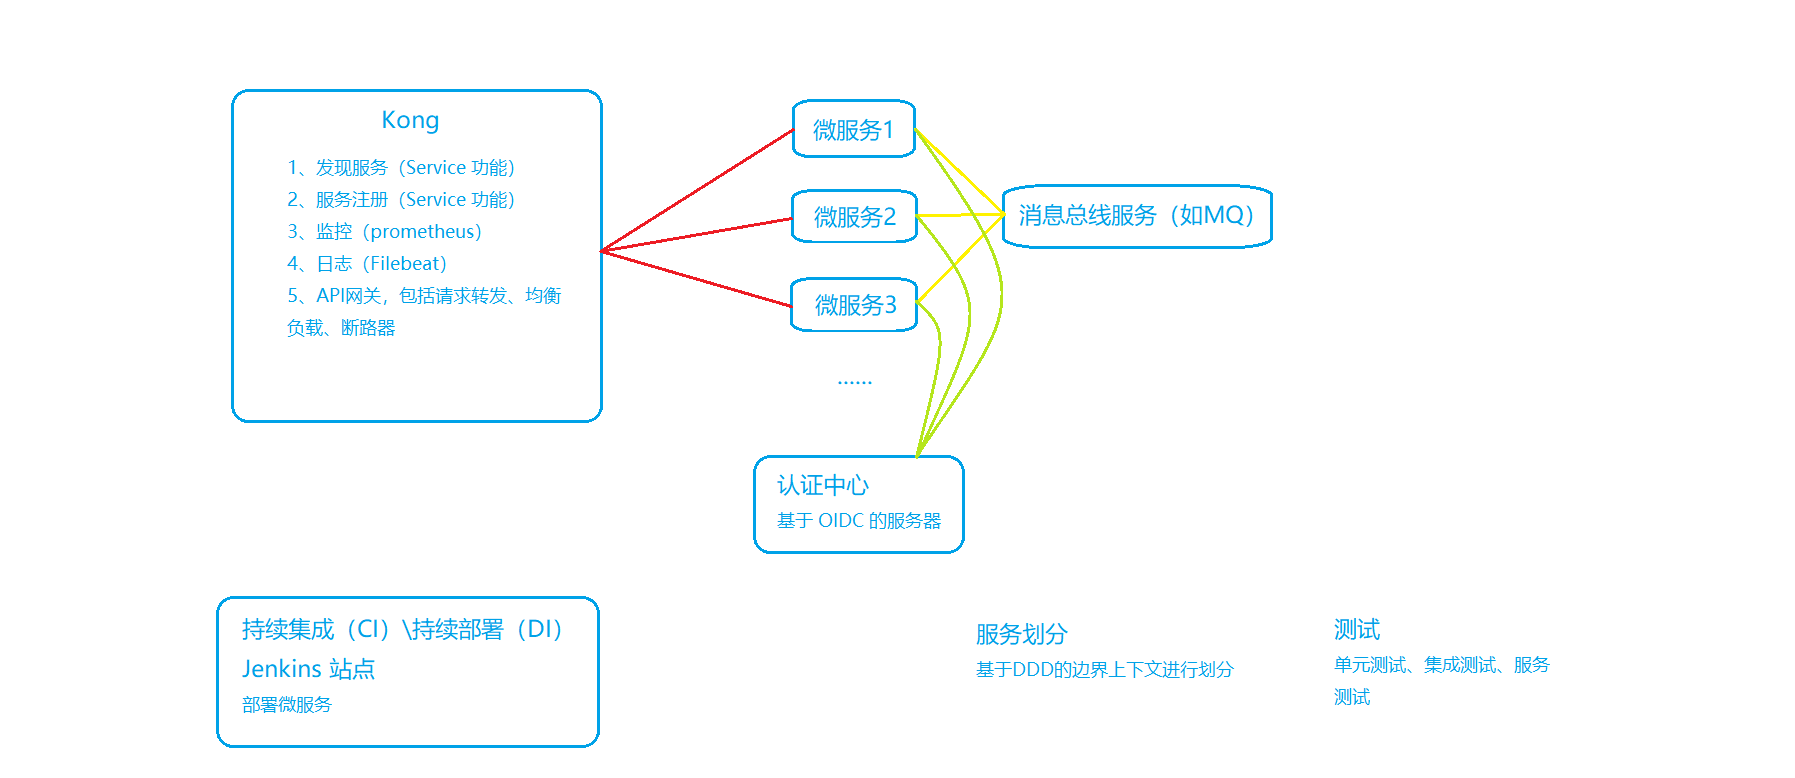 Kong
1、发现服务（Service 功能）
2、服务注册（Service 功能）
3、监控（prometheus）
4、日志（Filebeat）
5、API网关，包括请求转发、均衡
负载、断路器
微服务1
微服务2
微服务3
......
消息总线服务（如MQ）
认证中心
基于 OIDC 的服务器
持续集成（CI）\持续部署（DI）
Jenkins 站点
部署微服务
服务划分
基于DDD的边界上下文进行划分
测试
单元测试、集成测试、服务
测试